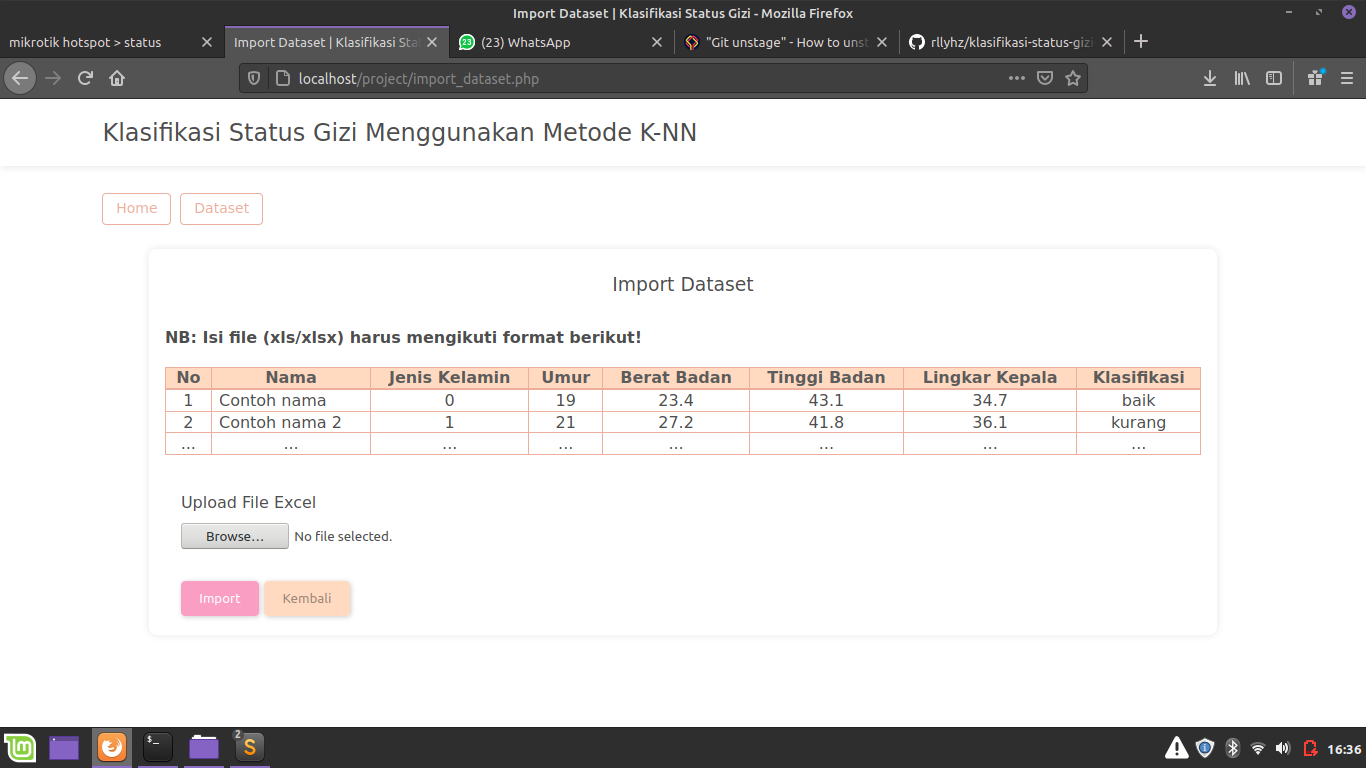 Import Dataset | Klasifikasi Status Gizi - Mozilla Firefox
mikrotik hotspot > status
Import Dataset | Klasifikasi Sta
(23) WhatsApp
"Git unstage" - How to uns
rllyhz/klasifikasi-status-gizi
localhost/project/import_dataset.php
Klasifikasi Status Gizi Menggunakan Metode K-NN
Home Dataset
Import Dataset
NB: Isi file (xls/xlsx) harus mengikuti format berikut!
No Nama Jenis Kelamin Umur Berat Badan Tinggi Badan Lingkar Kepala Klasifikasi
1 Contoh nama 0 19 23.4 43.1 34.7 baik
2 Contoh nama 2 1 21 27.2 41.8 36.1 kurang
... ... ... ... ... ... ... ...
Upload File Excel
Browse... No file selected.
Import Kembali
2
16:36